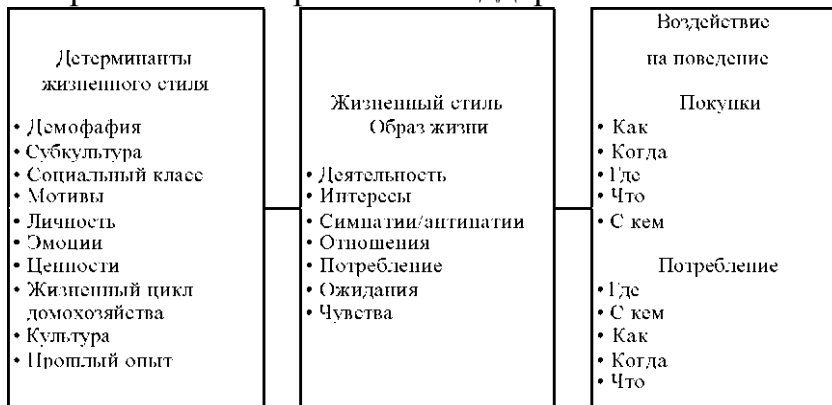 Детерминанты
жизненного стиля
• Демофафия
• Субкультура
• Социальный класс
• Мотивы
• Личность
• Эмоции
• Ценности
• Жизненный цикл
домохозяйства
• Культура
• Прошлый опыт
Жизненный стиль
Образ жизни
• Деятельность
• Интересы
• Симпатии/антипатии
• Отношения
• Потребление
• Ожидания
• Чувства
Воздействие
на поведение
Покупки
• Как
• Когда
• Где
• Что
• С кем
Потребление
• Где
• С кем
• Как
• Когда
• Что